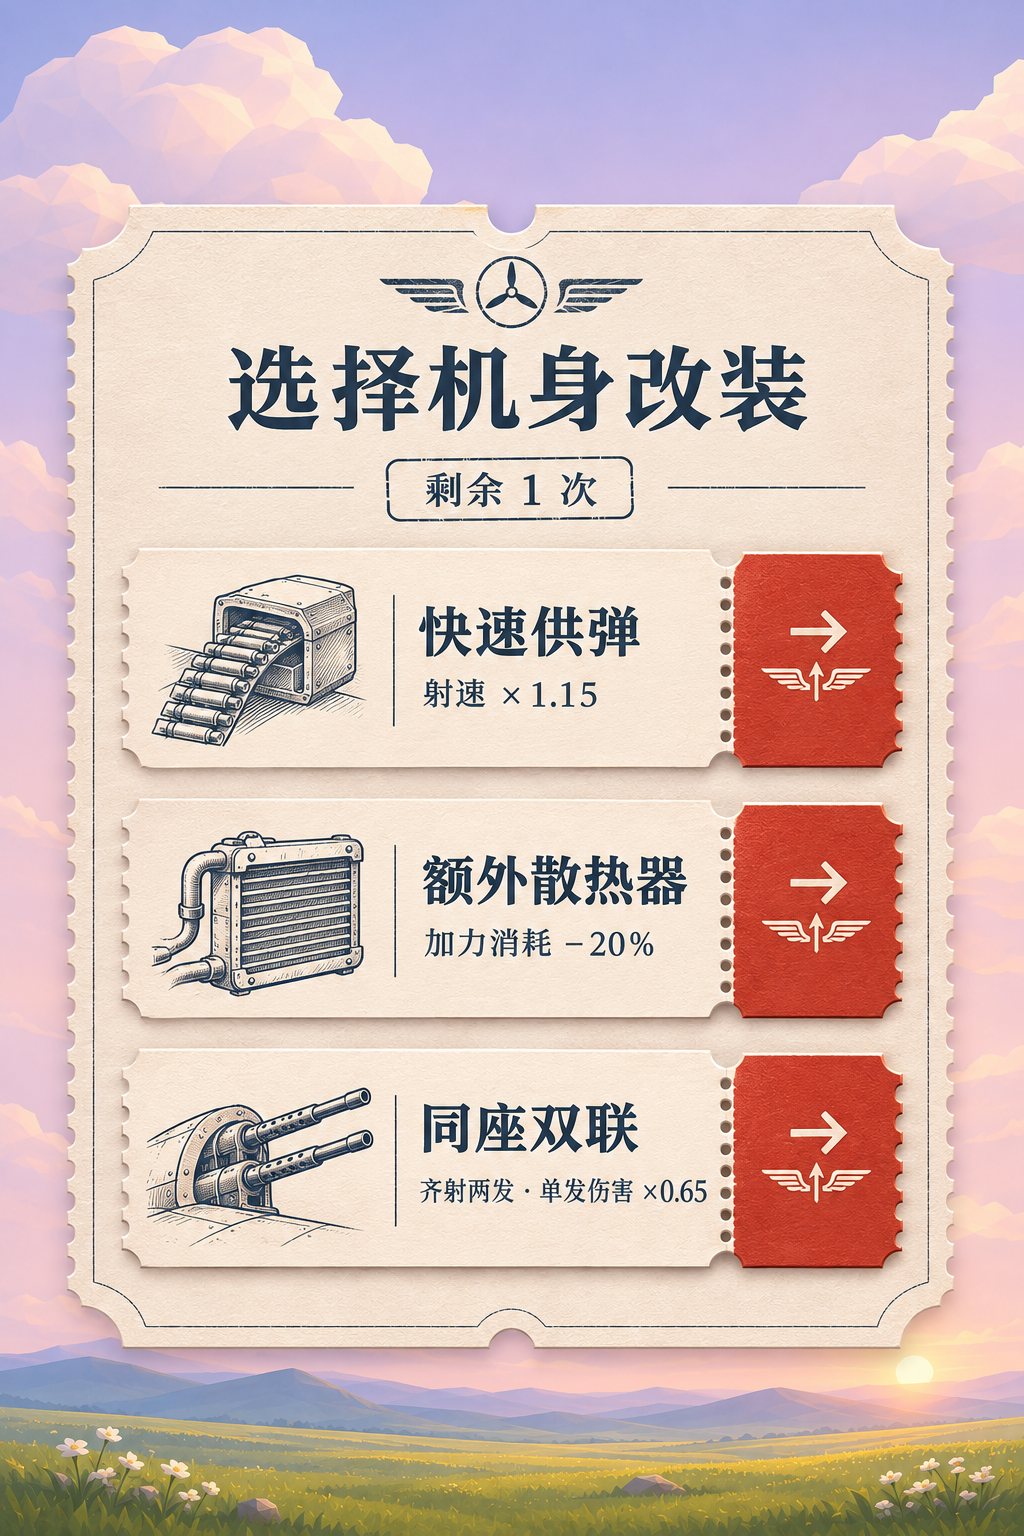 选择机身改装
剩余 1 次
快速供弹
射速 ×1.15
额外散热器
加力消耗 −20%
同座双联
齐射两发 · 单发伤害 ×0.65